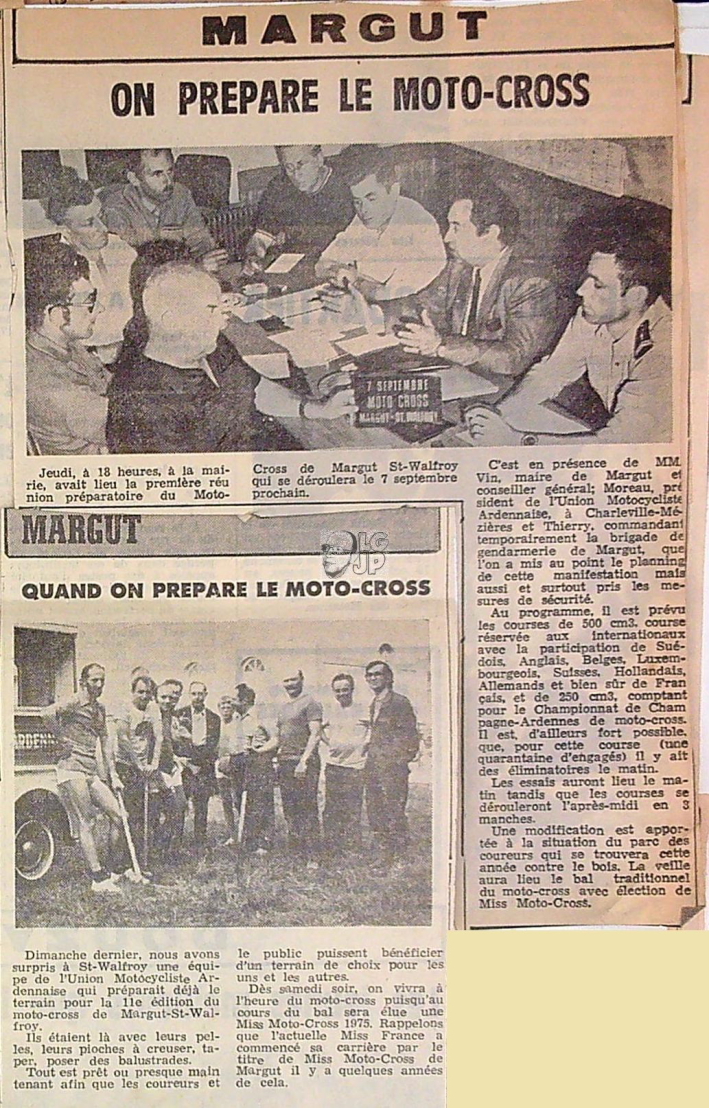 MARGUT
ON PREPARE LE MOTO-CROSS
7 SEPTEMBRE
MOTO CROSS
MARGUT-ST.WALFROY
Jeudi, à 18 heures, à la mai-
rie, avait lieu la première réu
nion préparatoire du Moto-
Cross de Margut St-Walfroy
qui se déroulera le 7 septembre
prochain.
C'est en présence de MM.
Vin, maire de Margut et
conseiller général; Moreau, pré
sident de l'Union Motocycliste
Ardennaise, à Charleville-Mé-
zières et Thierry, commandant
temporairement la brigade de
gendarmerie de Margut, que
l'on a mis au point le planning
de cette manifestation mais
aussi et surtout pris les me-
sures de sécurité.
Au programme, il est prévu
les courses de 500 cm3, course
réservée aux internationaux
avec la participation de Sué-
dois, Anglais, Belges, Luxem-
bourgeois, Suisses, Hollandais,
Allemands et bien sûr de Fran
çais, et de 250 cm3, comptant
pour le Championnat de Cham
pagne-Ardennes de moto-cross.
Il est, d'ailleurs fort possible,
que, pour cette course (une
quarantaine d'engagés) il y ait
des éliminatoires le matin.
Les essais auront lieu le ma-
tin tandis que les courses se
dérouleront l'après-midi en 3
manches.
Une modification est appor-
tée à la situation du parc des
coureurs qui se trouvera cette
année contre le bois. La veille
aura lieu le bal traditionnel
du moto-cross avec élection de
Miss Moto-Cross.
MARGUT
LG
JP
QUAND ON PREPARE LE MOTO-CROSS
ARDENN
Dimanche dernier, nous avons
surpris à St-Walfroy une équi-
pe de l'Union Motocycliste Ar-
dennaise qui préparait déjà le
terrain pour la 11e édition du
moto-cross de Margut-St-Wal-
froy.
Ils étaient là avec leurs pel-
les, leurs pioches à creuser, ta-
per, poser des balustrades.
Tout est prêt ou presque main
tenant afin que les coureurs et
le public puissent bénéficier
d'un terrain de choix pour les
uns et les autres.
Dès samedi soir, on vivra à
l'heure du moto-cross puisqu'au
cours du bal sera élue une
Miss Moto-Cross 1975. Rappelons
que l'actuelle Miss France a
commencé sa carrière par le
titre de Miss Moto-Cross de
Margut il y a quelques années
de cela.